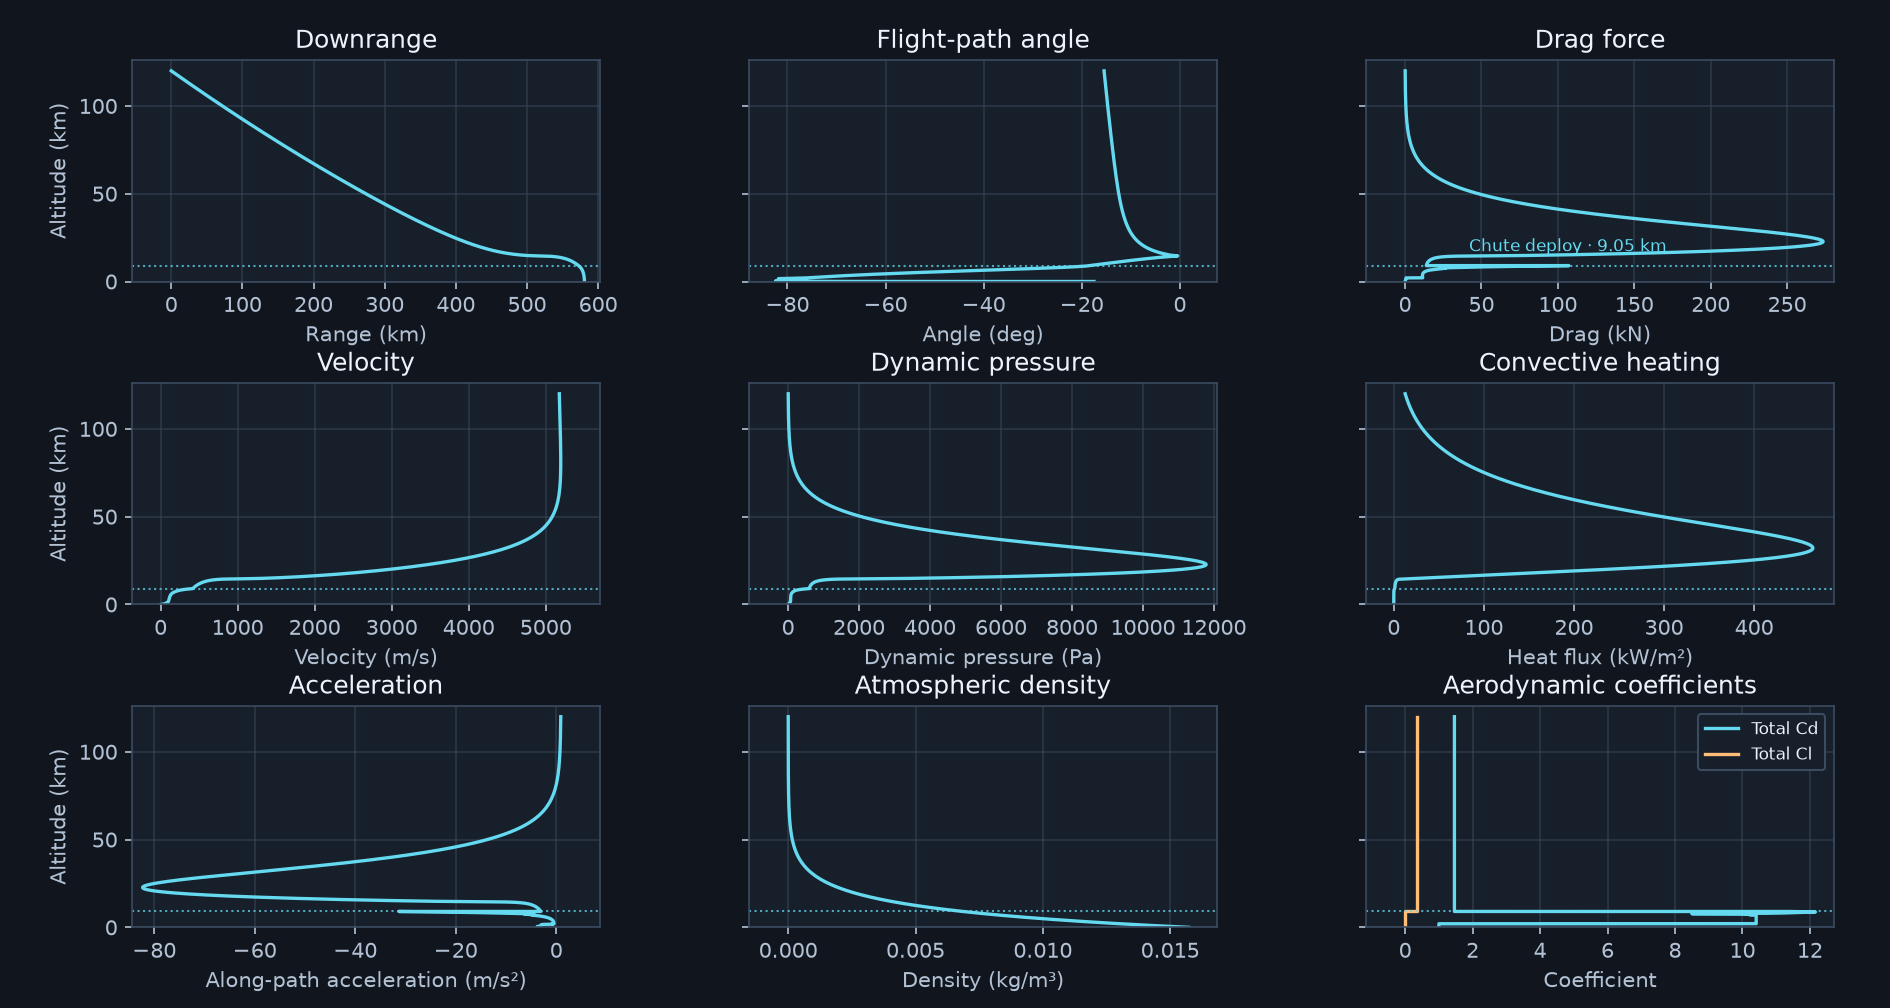 Downrange
Altitude (km)
100
50
0
0 100 200 300 400 500 600
Range (km)
Flight-path angle
−80 −60 −40 −20 0
Angle (deg)
Drag force
Chute deploy · 9.05 km
0 50 100 150 200 250
Drag (kN)
Velocity
Altitude (km)
100
50
0
0 1000 2000 3000 4000 5000
Velocity (m/s)
Dynamic pressure
0 2000 4000 6000 8000 10000 12000
Dynamic pressure (Pa)
Convective heating
0 100 200 300 400
Heat flux (kW/m²)
Acceleration
Altitude (km)
100
50
0
−80 −60 −40 −20 0
Along-path acceleration (m/s²)
Atmospheric density
0.000 0.005 0.010 0.015
Density (kg/m³)
Aerodynamic coefficients
Total Cd
Total Cl
0 2 4 6 8 10 12
Coefficient